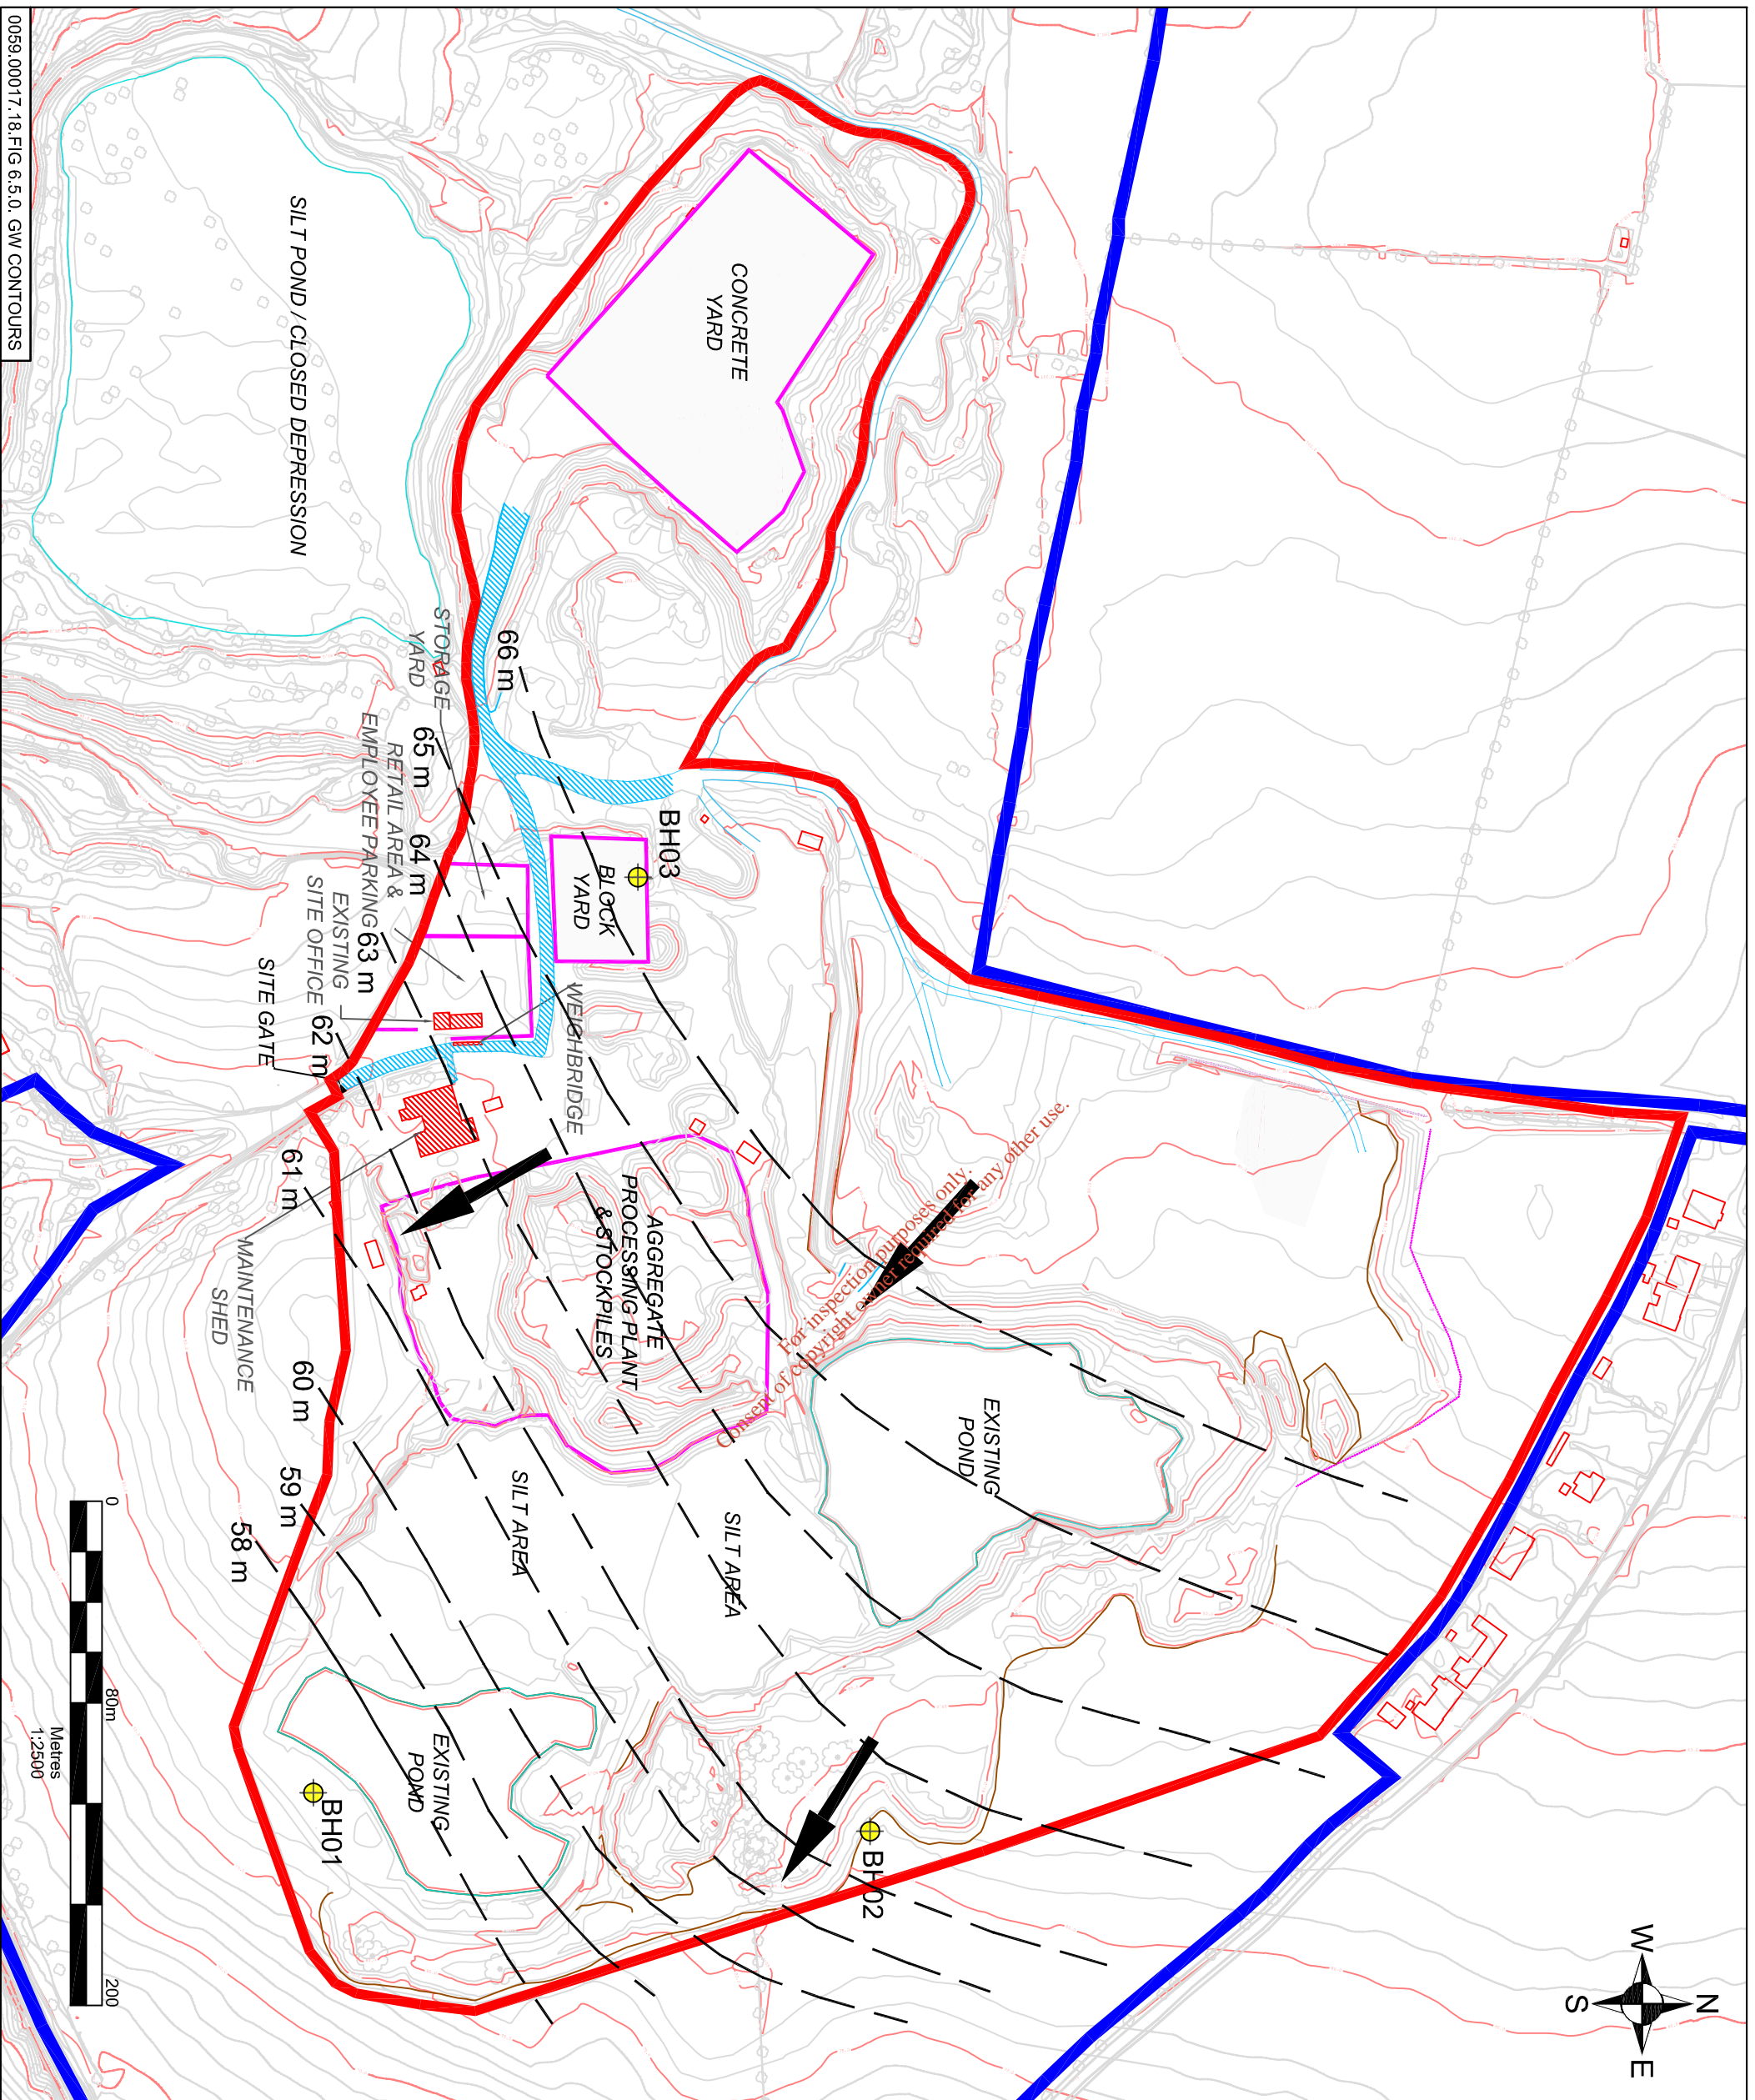 0059.00017.18.FIG 6.5.0. GW CONTOURS
SILT POND / CLOSED DEPRESSION
CONCRETE
YARD
STORAGE
YARD
66 m
65 m
64 m
63 m
62 m
61 m
60 m
59 m
58 m
RETAIL AREA &
EMPLOYEE PARKING
EXISTING
SITE OFFICE
SITE GATE
BH03
BLOCK
YARD
WEIGHBRIDGE
MAINTENANCE
SHED
AGGREGATE
PROCESSING PLANT
& STOCKPILES
For inspection purposes only.
Consent of copyright owner required for any other use.
EXISTING
POND
SILT AREA
SILT AREA
EXISTING
POND
BH01
BH02
0
80m
200
Metres
1:2500
N
W
E
S